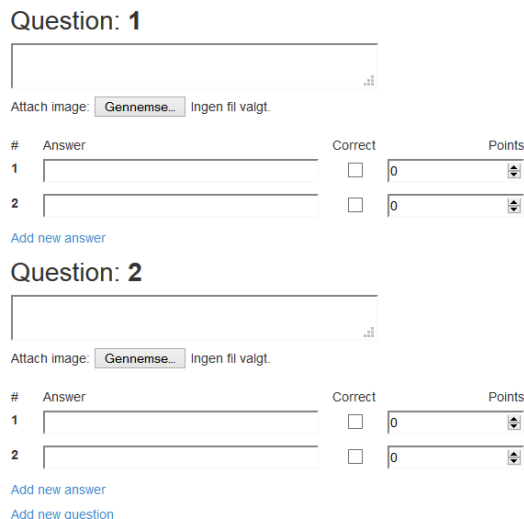 Question: 1
Attach image: Gennemse... Ingen fil valgt.
# Answer Correct Points
1 0
2 0
Add new answer
Question: 2
Attach image: Gennemse... Ingen fil valgt.
# Answer Correct Points
1 0
2 0
Add new answer
Add new question